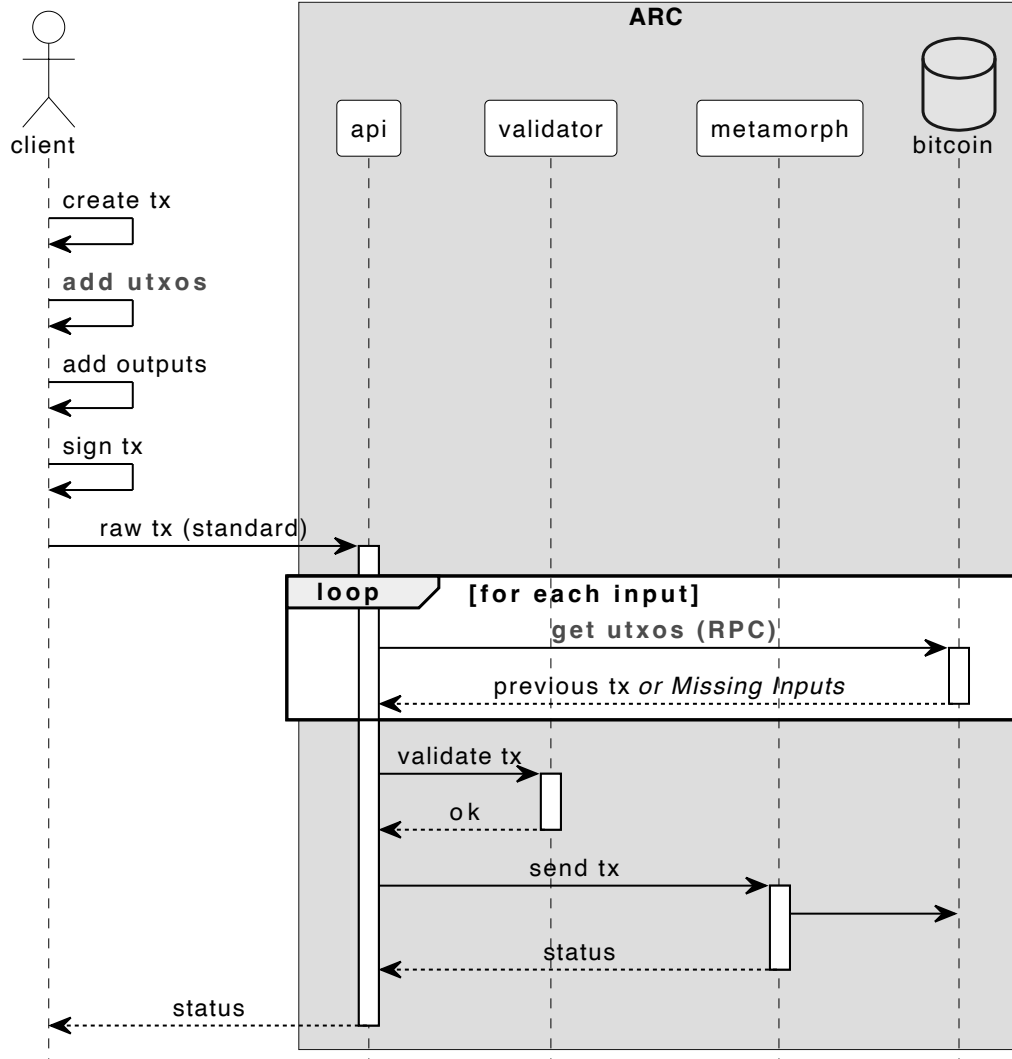 ARC
client
api
validator
metamorph
bitcoin
create tx
add utxos
add outputs
sign tx
raw tx (standard)
loop [for each input]
get utxos (RPC)
previous tx or Missing Inputs
validate tx
ok
send tx
status
status